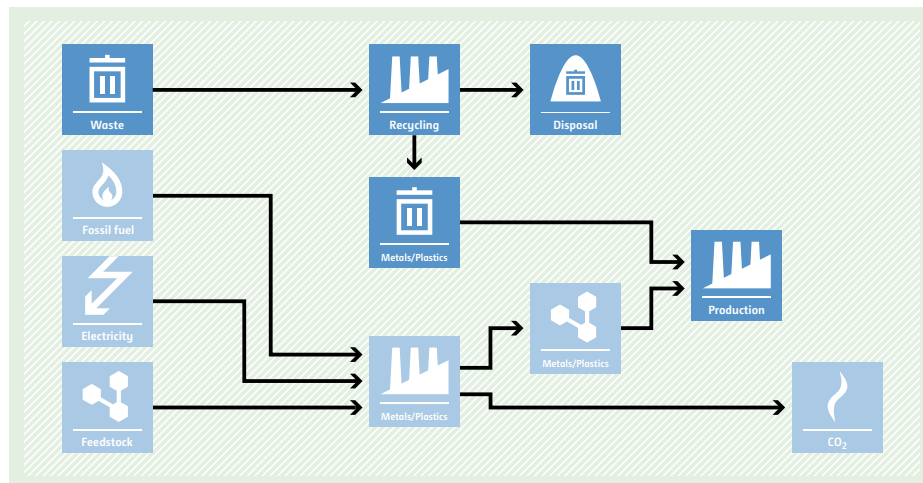 Waste
Recycling
Disposal
Fossil fuel
Metals/Plastics
Electricity
Production
Metals/Plastics
Feedstock
Metals/Plastics
CO₂